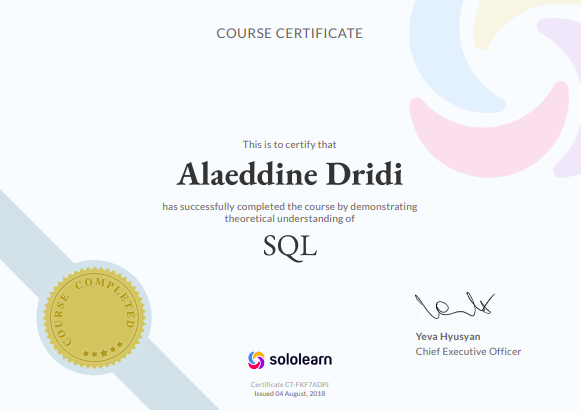 COURSE CERTIFICATE
This is to certify that
Alaeddine Dridi
has successfully completed the course by demonstrating
theoretical understanding of
SQL
COURSE COMPLETED
Yeva Hyusyan
Chief Executive Officer
sololearn
Certificate CT-FKF7ADPJ
Issued 04 August, 2018